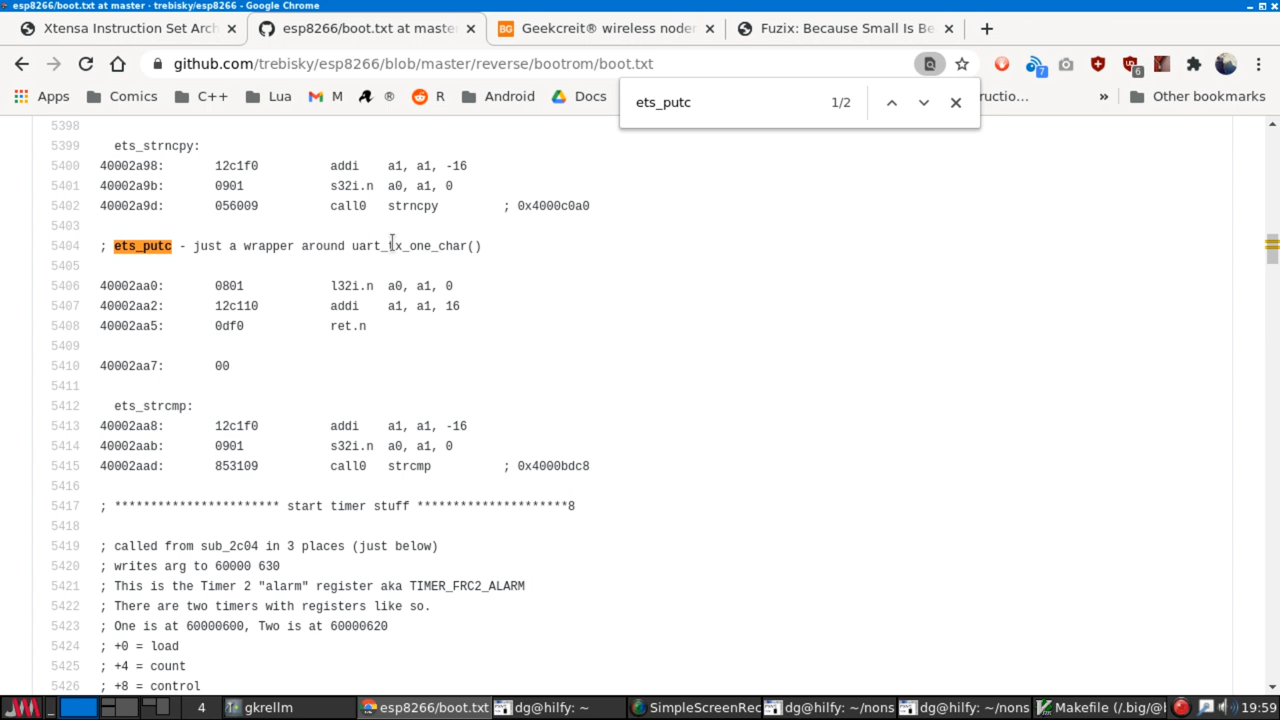 esp8266/boot.txt at master · trebisky/esp8266 - Google Chrome
Xtensa Instruction Set Arch
esp8266/boot.txt at master
BG Geekcreit® wireless noden
Fuzix: Because Small Is Be
github.com/trebisky/esp8266/blob/master/reverse/bootrom/boot.txt
7
6
Apps
Comics
C++
Lua
M
®
R
Android
Docs
ets_putc 1/2
ructio…
»
Other bookmarks
5398
5399 ets_strncpy:
5400 40002a98: 12c1f0 addi a1, a1, -16
5401 40002a9b: 0901 s32i.n a0, a1, 0
5402 40002a9d: 056009 call0 strncpy ; 0x4000c0a0
5403
5404 ; ets_putc - just a wrapper around uart_tx_one_char()
5405
5406 40002aa0: 0801 l32i.n a0, a1, 0
5407 40002aa2: 12c110 addi a1, a1, 16
5408 40002aa5: 0df0 ret.n
5409
5410 40002aa7: 00
5411
5412 ets_strcmp:
5413 40002aa8: 12c1f0 addi a1, a1, -16
5414 40002aab: 0901 s32i.n a0, a1, 0
5415 40002aad: 853109 call0 strcmp ; 0x4000bdc8
5416
5417 ; *********************** start timer stuff *********************8
5418
5419 ; called from sub_2c04 in 3 places (just below)
5420 ; writes arg to 60000 630
5421 ; This is the Timer 2 "alarm" register aka TIMER_FRC2_ALARM
5422 ; There are two timers with registers like so.
5423 ; One is at 60000600, Two is at 60000620
5424 ; +0 = load
5425 ; +4 = count
5426 ; +8 = control
4
gkrellm
esp8266/boot.txt
dg@hilfy: ~
SimpleScreenRec
dg@hilfy: ~/nons
dg@hilfy: ~/nons
Makefile (/.big/@h
19:59